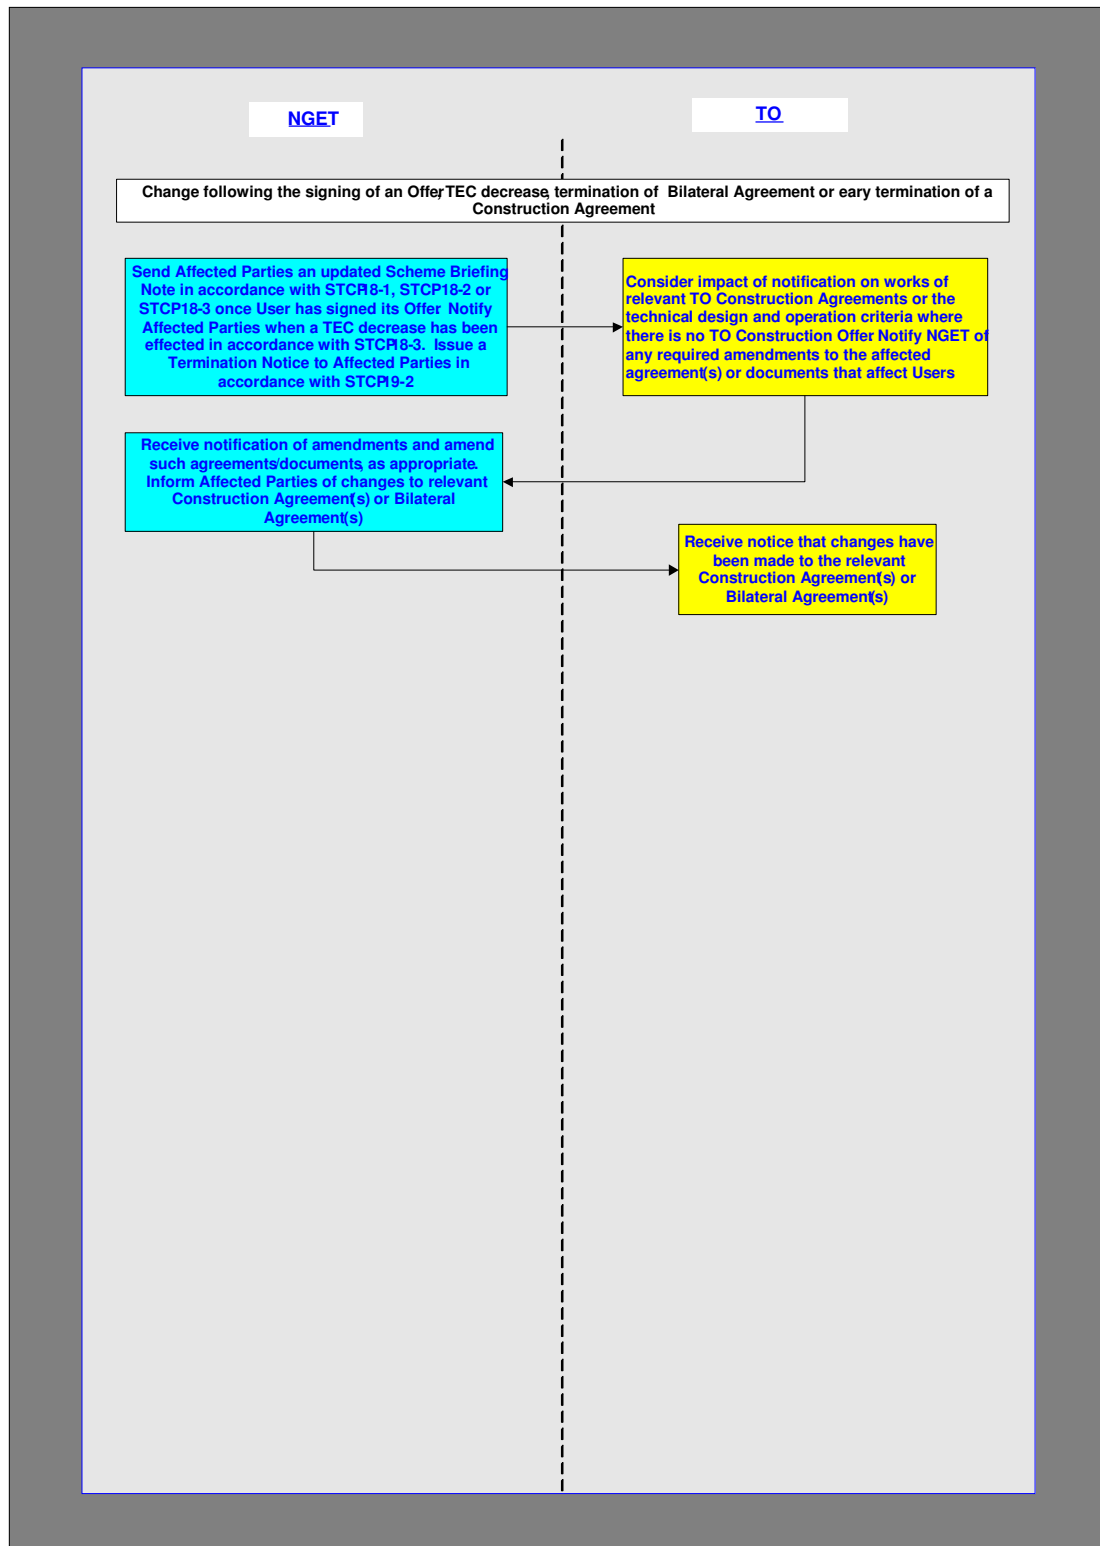 NGET
TO
Change following the signing of an Offer, TEC decrease, termination of Bilateral Agreement or eary termination of a
Construction Agreement
Send Affected Parties an updated Scheme Briefing
Note in accordance with STCP18-1, STCP18-2 or
STCP18-3 once User has signed its Offer. Notify
Affected Parties when a TEC decrease has been
effected in accordance with STCP18-3. Issue a
Termination Notice to Affected Parties in
accordance with STCP19-2
Consider impact of notification on works of
relevant TO Construction Agreements or the
technical design and operation criteria where
there is no TO Construction Offer. Notify NGET of
any required amendments to the affected
agreement(s) or documents that affect Users
Receive notification of amendments and amend
such agreements/documents, as appropriate.
Inform Affected Parties of changes to relevant
Construction Agreement(s) or Bilateral
Agreement(s)
Receive notice that changes have
been made to the relevant
Construction Agreement(s) or
Bilateral Agreement(s)